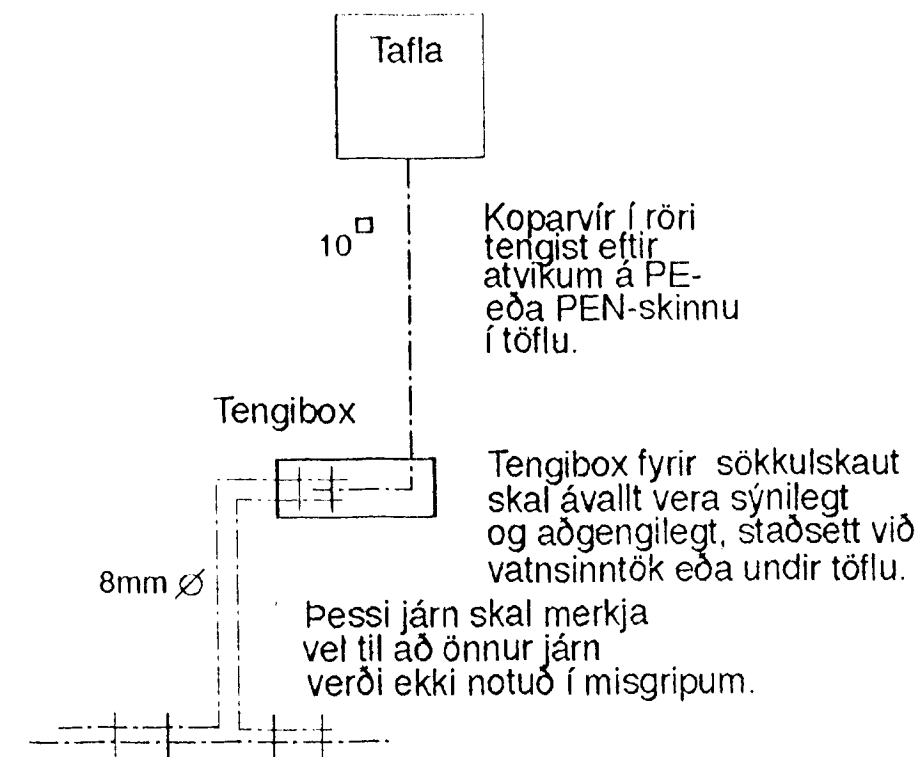 Tafla
10
Koparvír í röri
tengist eftir
atvikum á PE-
eða PEN-skinnu
í töflu.
Tengibox
Tengibox fyrir sökkulskaut
skal ávallt vera sýnilegt
og aðgengilegt, staðsett við
vatnsinntök eða undir töflu.
8mm ⌀
Þessi járn skal merkja
vel til að önnur járn
verði ekki notuð í misgripum.